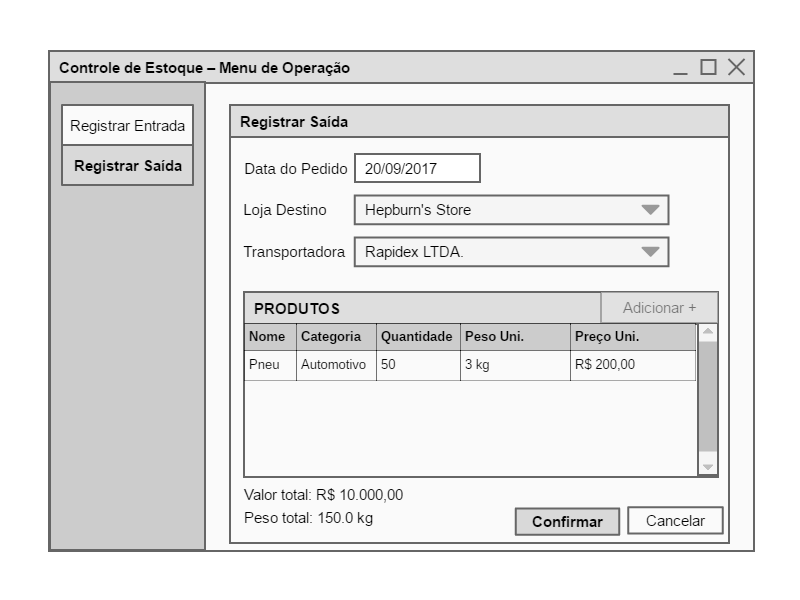 Controle de Estoque – Menu de Operação
Registrar Entrada
Registrar Saída
Registrar Saída
Data do Pedido 20/09/2017
Loja Destino Hepburn's Store
Transportadora Rapidex LTDA.
PRODUTOS Adicionar +
Nome Categoria Quantidade Peso Uni. Preço Uni.
Pneu Automotivo 50 3 kg R$ 200,00
Valor total: R$ 10.000,00
Peso total: 150.0 kg
Confirmar Cancelar